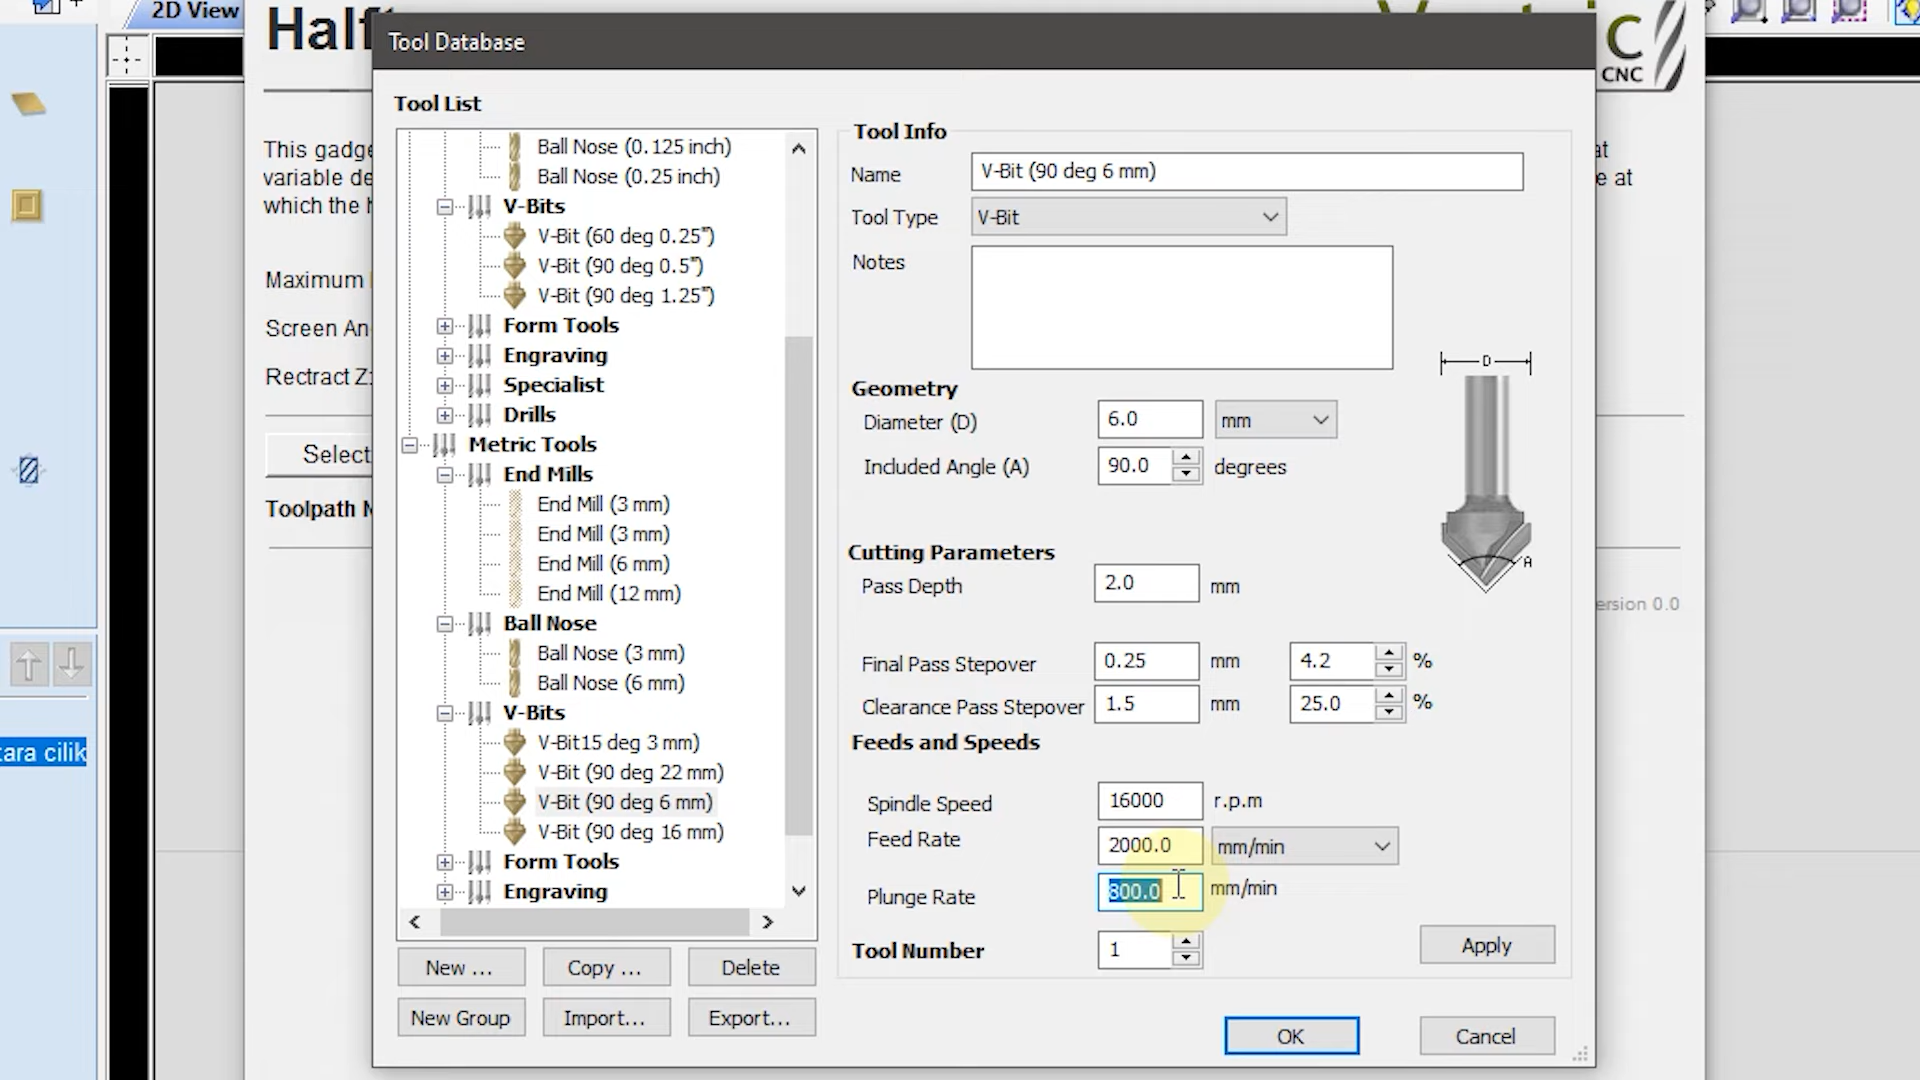 2D View
Half
CNC
This gadge
variable de
which the h
at
e at
Maximum
Screen An
Rectract Z:
Select
Toolpath N
ersion 0.0
tara cilik
Tool Database
Tool List
Ball Nose (0.125 inch)
Ball Nose (0.25 inch)
V-Bits
V-Bit (60 deg 0.25")
V-Bit (90 deg 0.5")
V-Bit (90 deg 1.25")
Form Tools
Engraving
Specialist
Drills
Metric Tools
End Mills
End Mill (3 mm)
End Mill (3 mm)
End Mill (6 mm)
End Mill (12 mm)
Ball Nose
Ball Nose (3 mm)
Ball Nose (6 mm)
V-Bits
V-Bit15 deg 3 mm)
V-Bit (90 deg 22 mm)
V-Bit (90 deg 6 mm)
V-Bit (90 deg 16 mm)
Form Tools
Engraving
New ...
Copy ...
Delete
New Group
Import...
Export...
Tool Info
Name V-Bit (90 deg 6 mm)
Tool Type V-Bit
Notes
Geometry
Diameter (D) 6.0 mm
Included Angle (A) 90.0 degrees
D
A
Cutting Parameters
Pass Depth 2.0 mm
Final Pass Stepover 0.25 mm 4.2 %
Clearance Pass Stepover 1.5 mm 25.0 %
Feeds and Speeds
Spindle Speed 16000 r.p.m
Feed Rate 2000.0 mm/min
Plunge Rate 800.0 mm/min
Tool Number 1
Apply
OK
Cancel